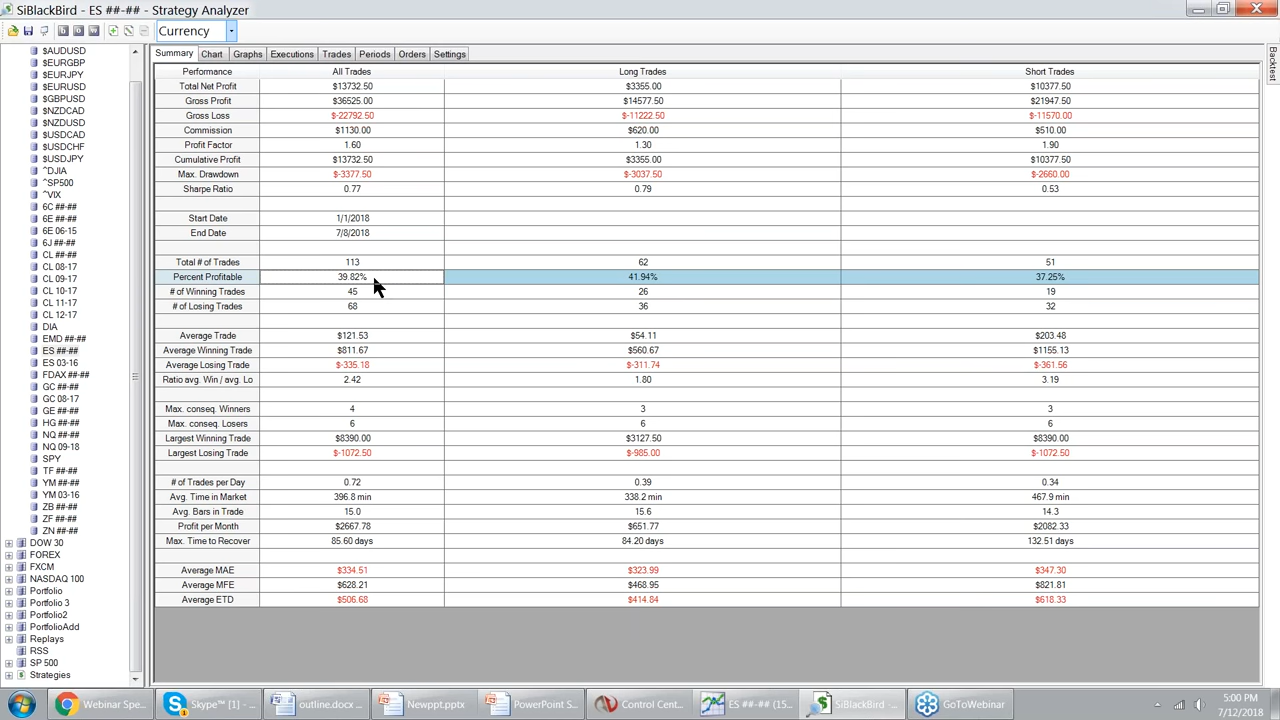 SiBlackBird - ES ##-## - Strategy Analyzer
Currency
Summary Chart Graphs Executions Trades Periods Orders Settings
Backtest
$AUDUSD
$EURGBP
$EURJPY
$EURUSD
$GBPUSD
$NZDCAD
$NZDUSD
$USDCAD
$USDCHF
$USDJPY
^DJIA
^SP500
^VIX
6C ##-##
6E ##-##
6E 06-15
6J ##-##
CL ##-##
CL 08-17
CL 09-17
CL 10-17
CL 11-17
CL 12-17
DIA
EMD ##-##
ES ##-##
ES 03-16
FDAX ##-##
GC ##-##
GC 08-17
GE ##-##
HG ##-##
NQ ##-##
NQ 09-18
SPY
TF ##-##
YM ##-##
YM 03-16
ZB ##-##
ZF ##-##
ZN ##-##
DOW 30
FOREX
FXCM
NASDAQ 100
Portfolio
Portfolio 3
Portfolio2
PortfolioAdd
Replays
RSS
SP 500
Strategies
Performance All Trades Long Trades Short Trades
Total Net Profit $13732.50 $3355.00 $10377.50
Gross Profit $36525.00 $14577.50 $21947.50
Gross Loss $-22792.50 $-11222.50 $-11570.00
Commission $1130.00 $620.00 $510.00
Profit Factor 1.60 1.30 1.90
Cumulative Profit $13732.50 $3355.00 $10377.50
Max. Drawdown $-3377.50 $-3037.50 $-2660.00
Sharpe Ratio 0.77 0.79 0.53
Start Date 1/1/2018
End Date 7/8/2018
Total # of Trades 113 62 51
Percent Profitable 39.82% 41.94% 37.25%
# of Winning Trades 45 26 19
# of Losing Trades 68 36 32
Average Trade $121.53 $54.11 $203.48
Average Winning Trade $811.67 $560.67 $1155.13
Average Losing Trade $-335.18 $-311.74 $-361.56
Ratio avg. Win / avg. Lo 2.42 1.80 3.19
Max. conseq. Winners 4 3 3
Max. conseq. Losers 6 6 6
Largest Winning Trade $8390.00 $3127.50 $8390.00
Largest Losing Trade $-1072.50 $-985.00 $-1072.50
# of Trades per Day 0.72 0.39 0.34
Avg. Time in Market 396.8 min 338.2 min 467.9 min
Avg. Bars in Trade 15.0 15.6 14.3
Profit per Month $2667.78 $651.77 $2082.33
Max. Time to Recover 85.60 days 84.20 days 132.51 days
Average MAE $334.51 $323.99 $347.30
Average MFE $628.21 $468.95 $821.81
Average ETD $506.68 $414.84 $618.33
Webinar Spe... Skype™ [1] - ... outline.docx ... Newppt.pptx PowerPoint S... Control Cent... ES ##-## (15... SiBlackBird -... GoToWebinar
5:00 PM
7/12/2018